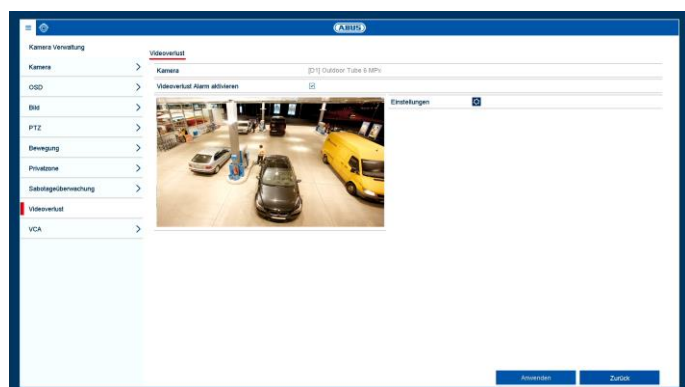 ABUS
Kamera Verwaltung
Kamera
OSD
Bild
PTZ
Bewegung
Privatzone
Sabotageüberwachung
Videoverlust
VCA
Videoverlust
Kamera [D1] Outdoor Tube 6 MPx
Videoverlust Alarm aktivieren
Einstellungen
Anwenden Zurück